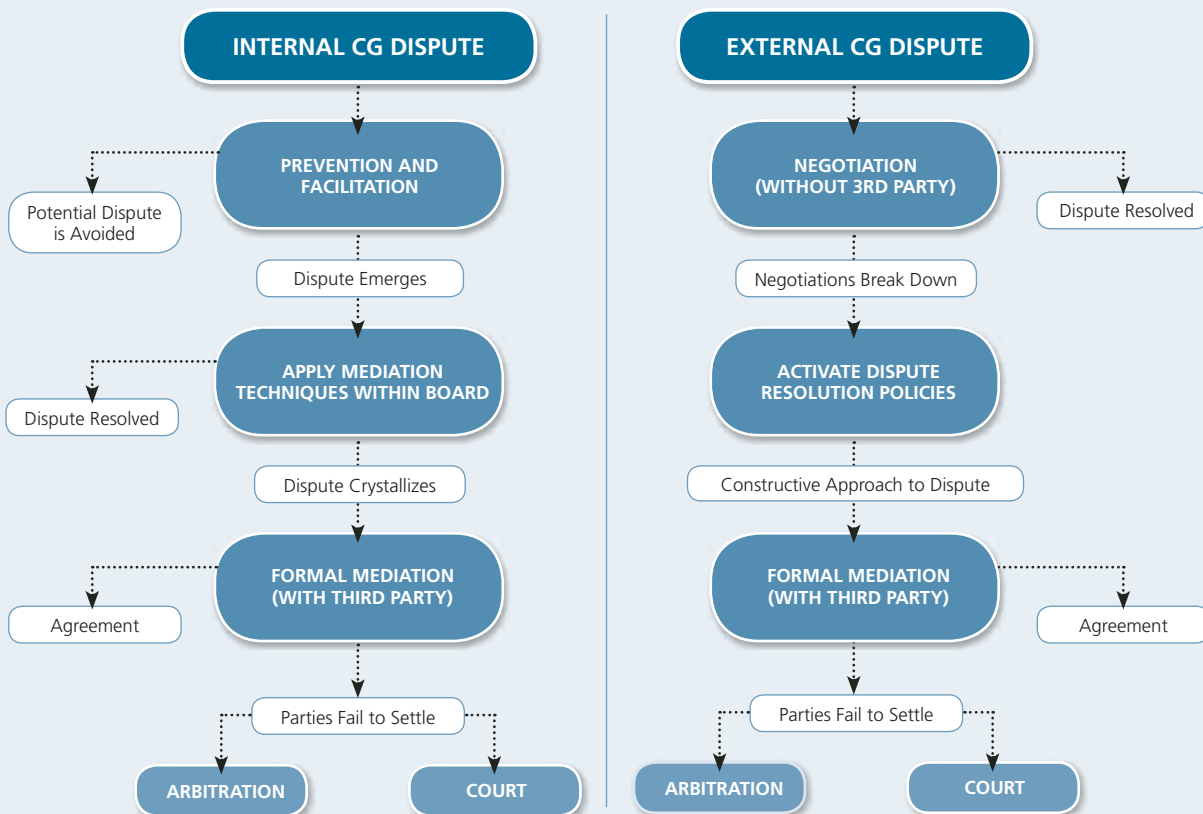 INTERNAL CG DISPUTE
PREVENTION AND
FACILITATION
Potential Dispute
is Avoided
Dispute Emerges
APPLY MEDIATION
TECHNIQUES WITHIN BOARD
Dispute Resolved
Dispute Crystallizes
FORMAL MEDIATION
(WITH THIRD PARTY)
Agreement
Parties Fail to Settle
ARBITRATION
COURT
EXTERNAL CG DISPUTE
NEGOTIATION
(WITHOUT 3RD PARTY)
Dispute Resolved
Negotiations Break Down
ACTIVATE DISPUTE
RESOLUTION POLICIES
Constructive Approach to Dispute
FORMAL MEDIATION
(WITH THIRD PARTY)
Agreement
Parties Fail to Settle
ARBITRATION
COURT